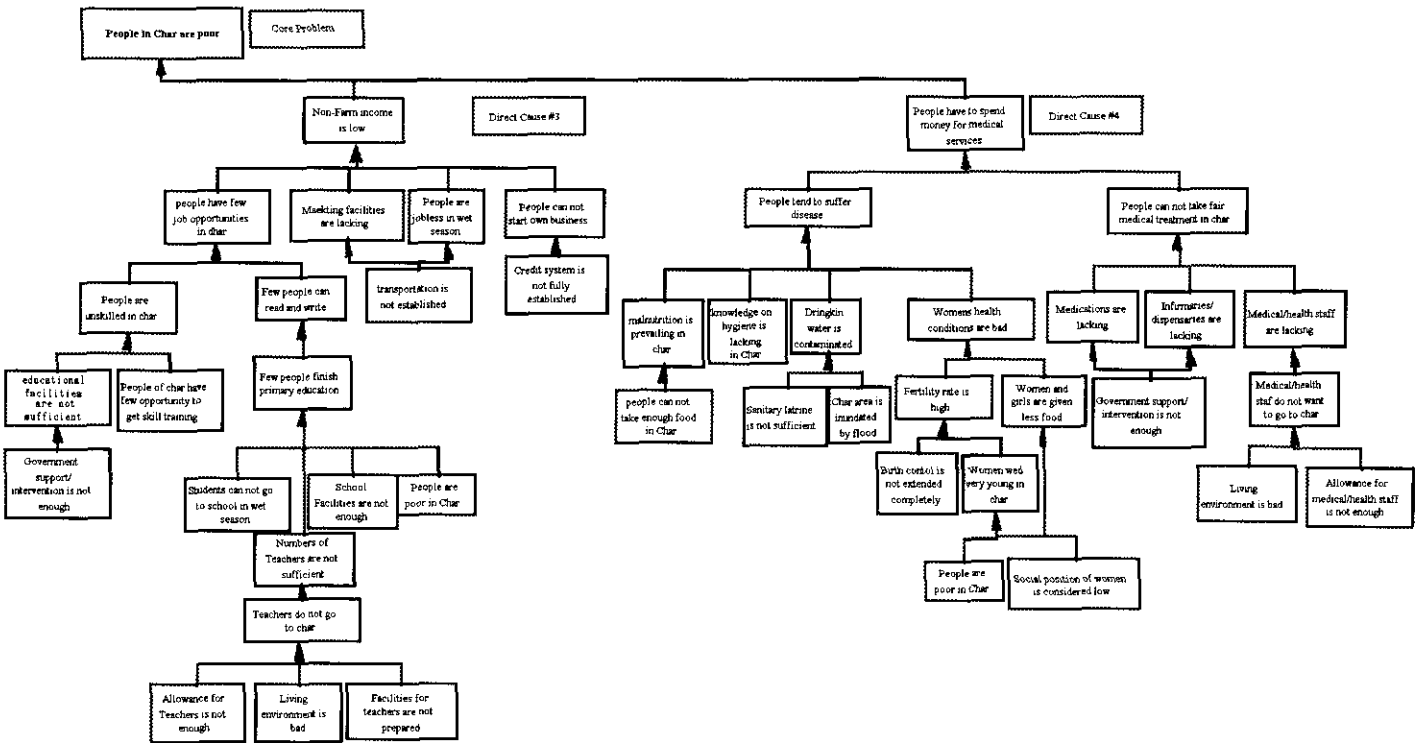 People in Char are poor
Core Problem
Non-Farm income
is low
Direct Cause #3
People have to spend
money for medical
services
Direct Cause #4
people have few
job opportunities
in char
Msekting facilities
are lacking
People are
jobless in wet
season
People can not
start own business
People tend to suffer
disease
People can not take fair
medical treatment in char
People are
unskilled in char
Few people can
read and write
transportation is
not established
Credit system is
not fully
established
malnutrition is
prevailing in
char
knowledge on
hygiene is
lacking
in Char
Dringkin
water is
contaminated
Womens health
conditions are bad
Medications are
lacking
Infirmaries/
dispensaries are
lacking
Medical/health staff
are lacking
educational
facilities
are not
sufficient
People of char have
few opportunity to
get skill training
Few people finish
primary education
people can not
take enough food
in Char
Sanitary latrine
is not sufficient
Char area is
inundated
by flood
Fertility rate is
high
Women and
girls are given
less food
Government support/
intervention is not
enough
Medical/health
staf do not want
to go to char
Government
support/
intervention is not
enough
Students can not go
to school in wet
season
School
Facilities are not
enough
People are
poor in Char
Birth contol is
not extended
completely
Women wed
very young in
char
Living
environment is bad
Allowance for
medical/health staff
is not enough
Numbers of
Teachers are not
sufficient
People are
poor in Char
Social position of women
is considered low
Teachers do not go
to char
Allowance for
Teachers is not
enough
Living
environment is
bad
Facilities for
teachers are not
prepared